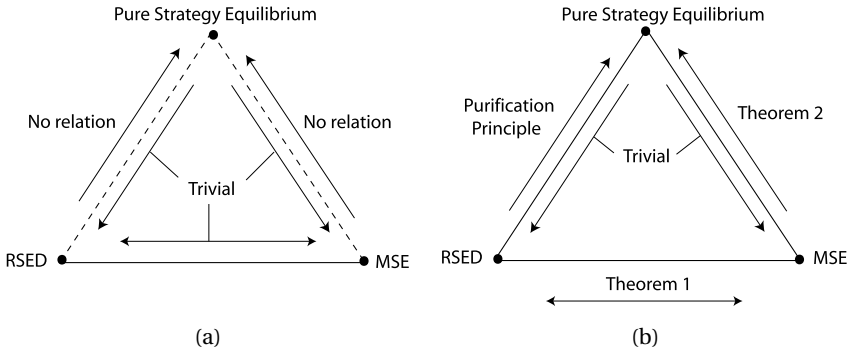 Pure Strategy Equilibrium
No relation
No relation
Trivial
RSED
MSE
(a)
Pure Strategy Equilibrium
Purification
Principle
Theorem 2
Trivial
RSED
MSE
Theorem 1
(b)